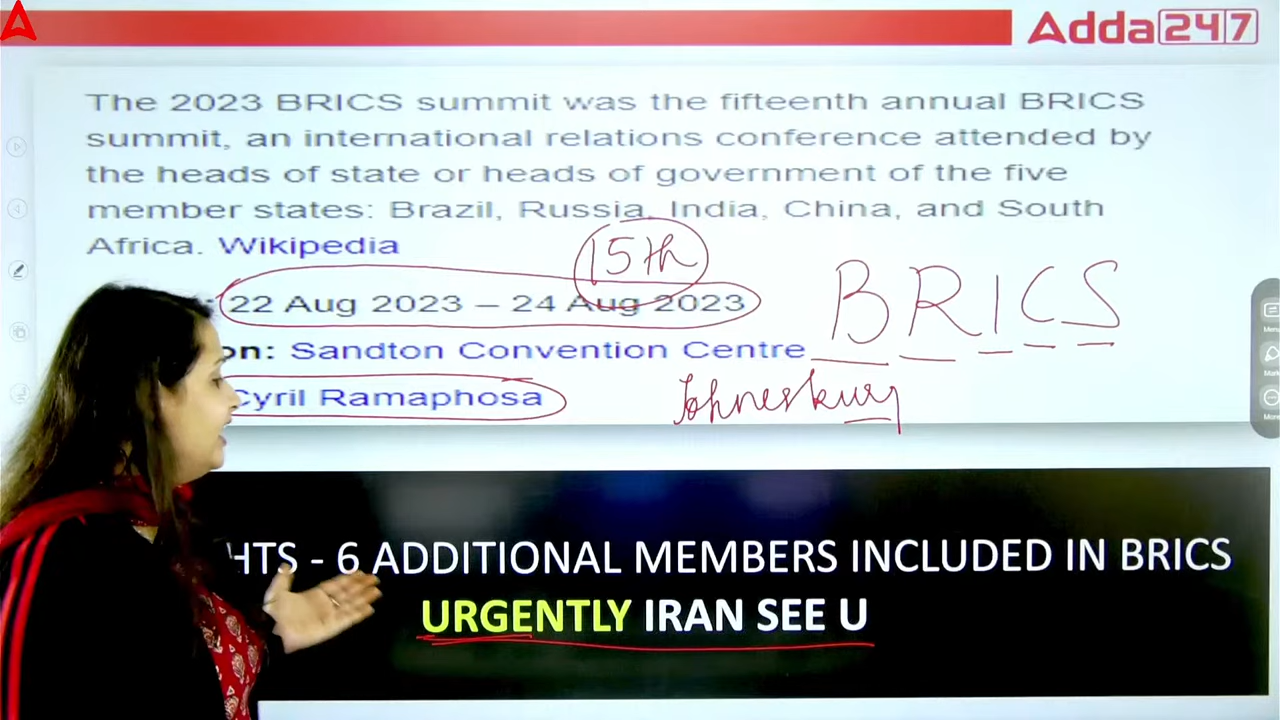 Adda247
The 2023 BRICS summit was the fifteenth annual BRICS
summit, an international relations conference attended by
the heads of state or heads of government of the five
member states: Brazil, Russia, India, China, and South
Africa. Wikipedia
15th
BRICS
: 22 Aug 2023 – 24 Aug 2023
on: Sandton Convention Centre
Cyril Ramaphosa
Johnesburg
HTS - 6 ADDITIONAL MEMBERS INCLUDED IN BRICS
URGENTLY IRAN SEE U